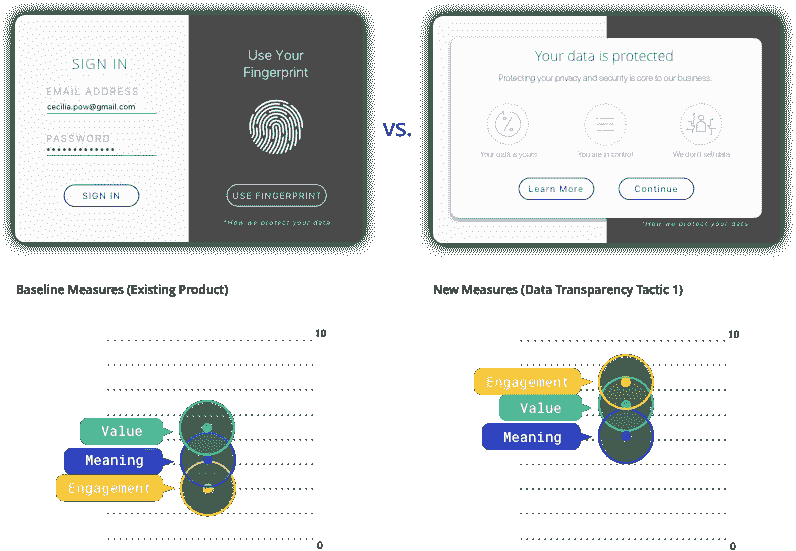 SIGN IN
EMAIL ADDRESS
cecilia.pow@gmail.com
PASSWORD
SIGN IN
Use Your
Fingerprint
USE FINGERPRINT
*How we protect your data
VS.
Your data is protected
Protecting your privacy and security is core to our business.
Your data is yours
You are in control
We don't sell data
Learn More
Continue
*How we protect your data
Baseline Measures (Existing Product)
10
Value
Meaning
Engagement
0
New Measures (Data Transparency Tactic 1)
10
Engagement
Value
Meaning
0